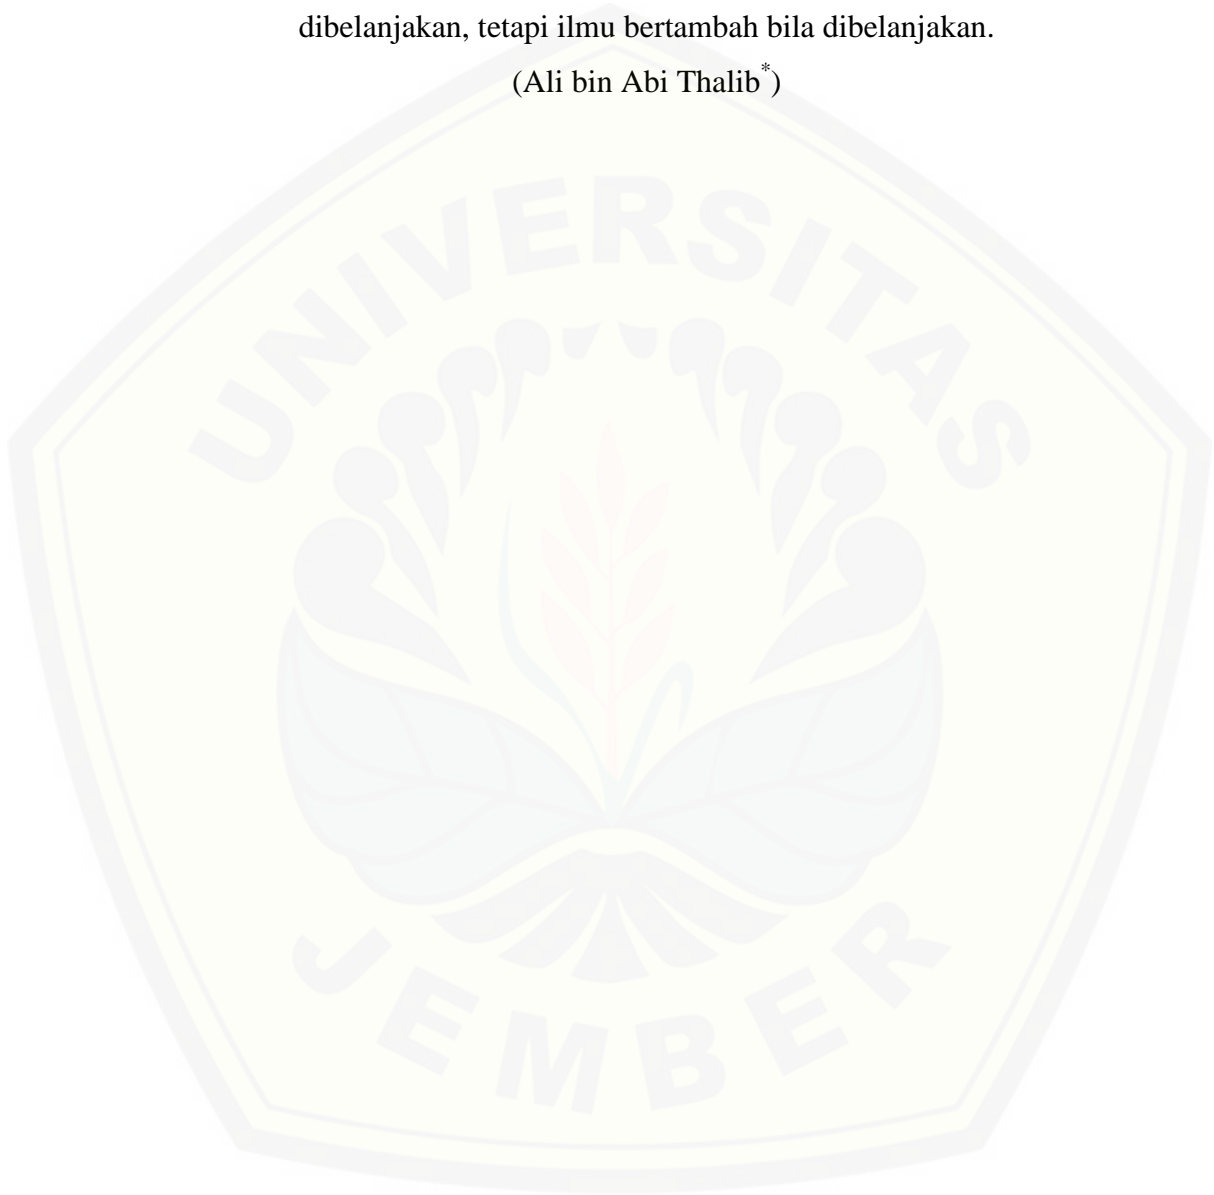 dibelanjakan, tetapi ilmu bertambah bila dibelanjakan.
(Ali bin Abi Thalib*)
UNIVERSITAS
JEMBER